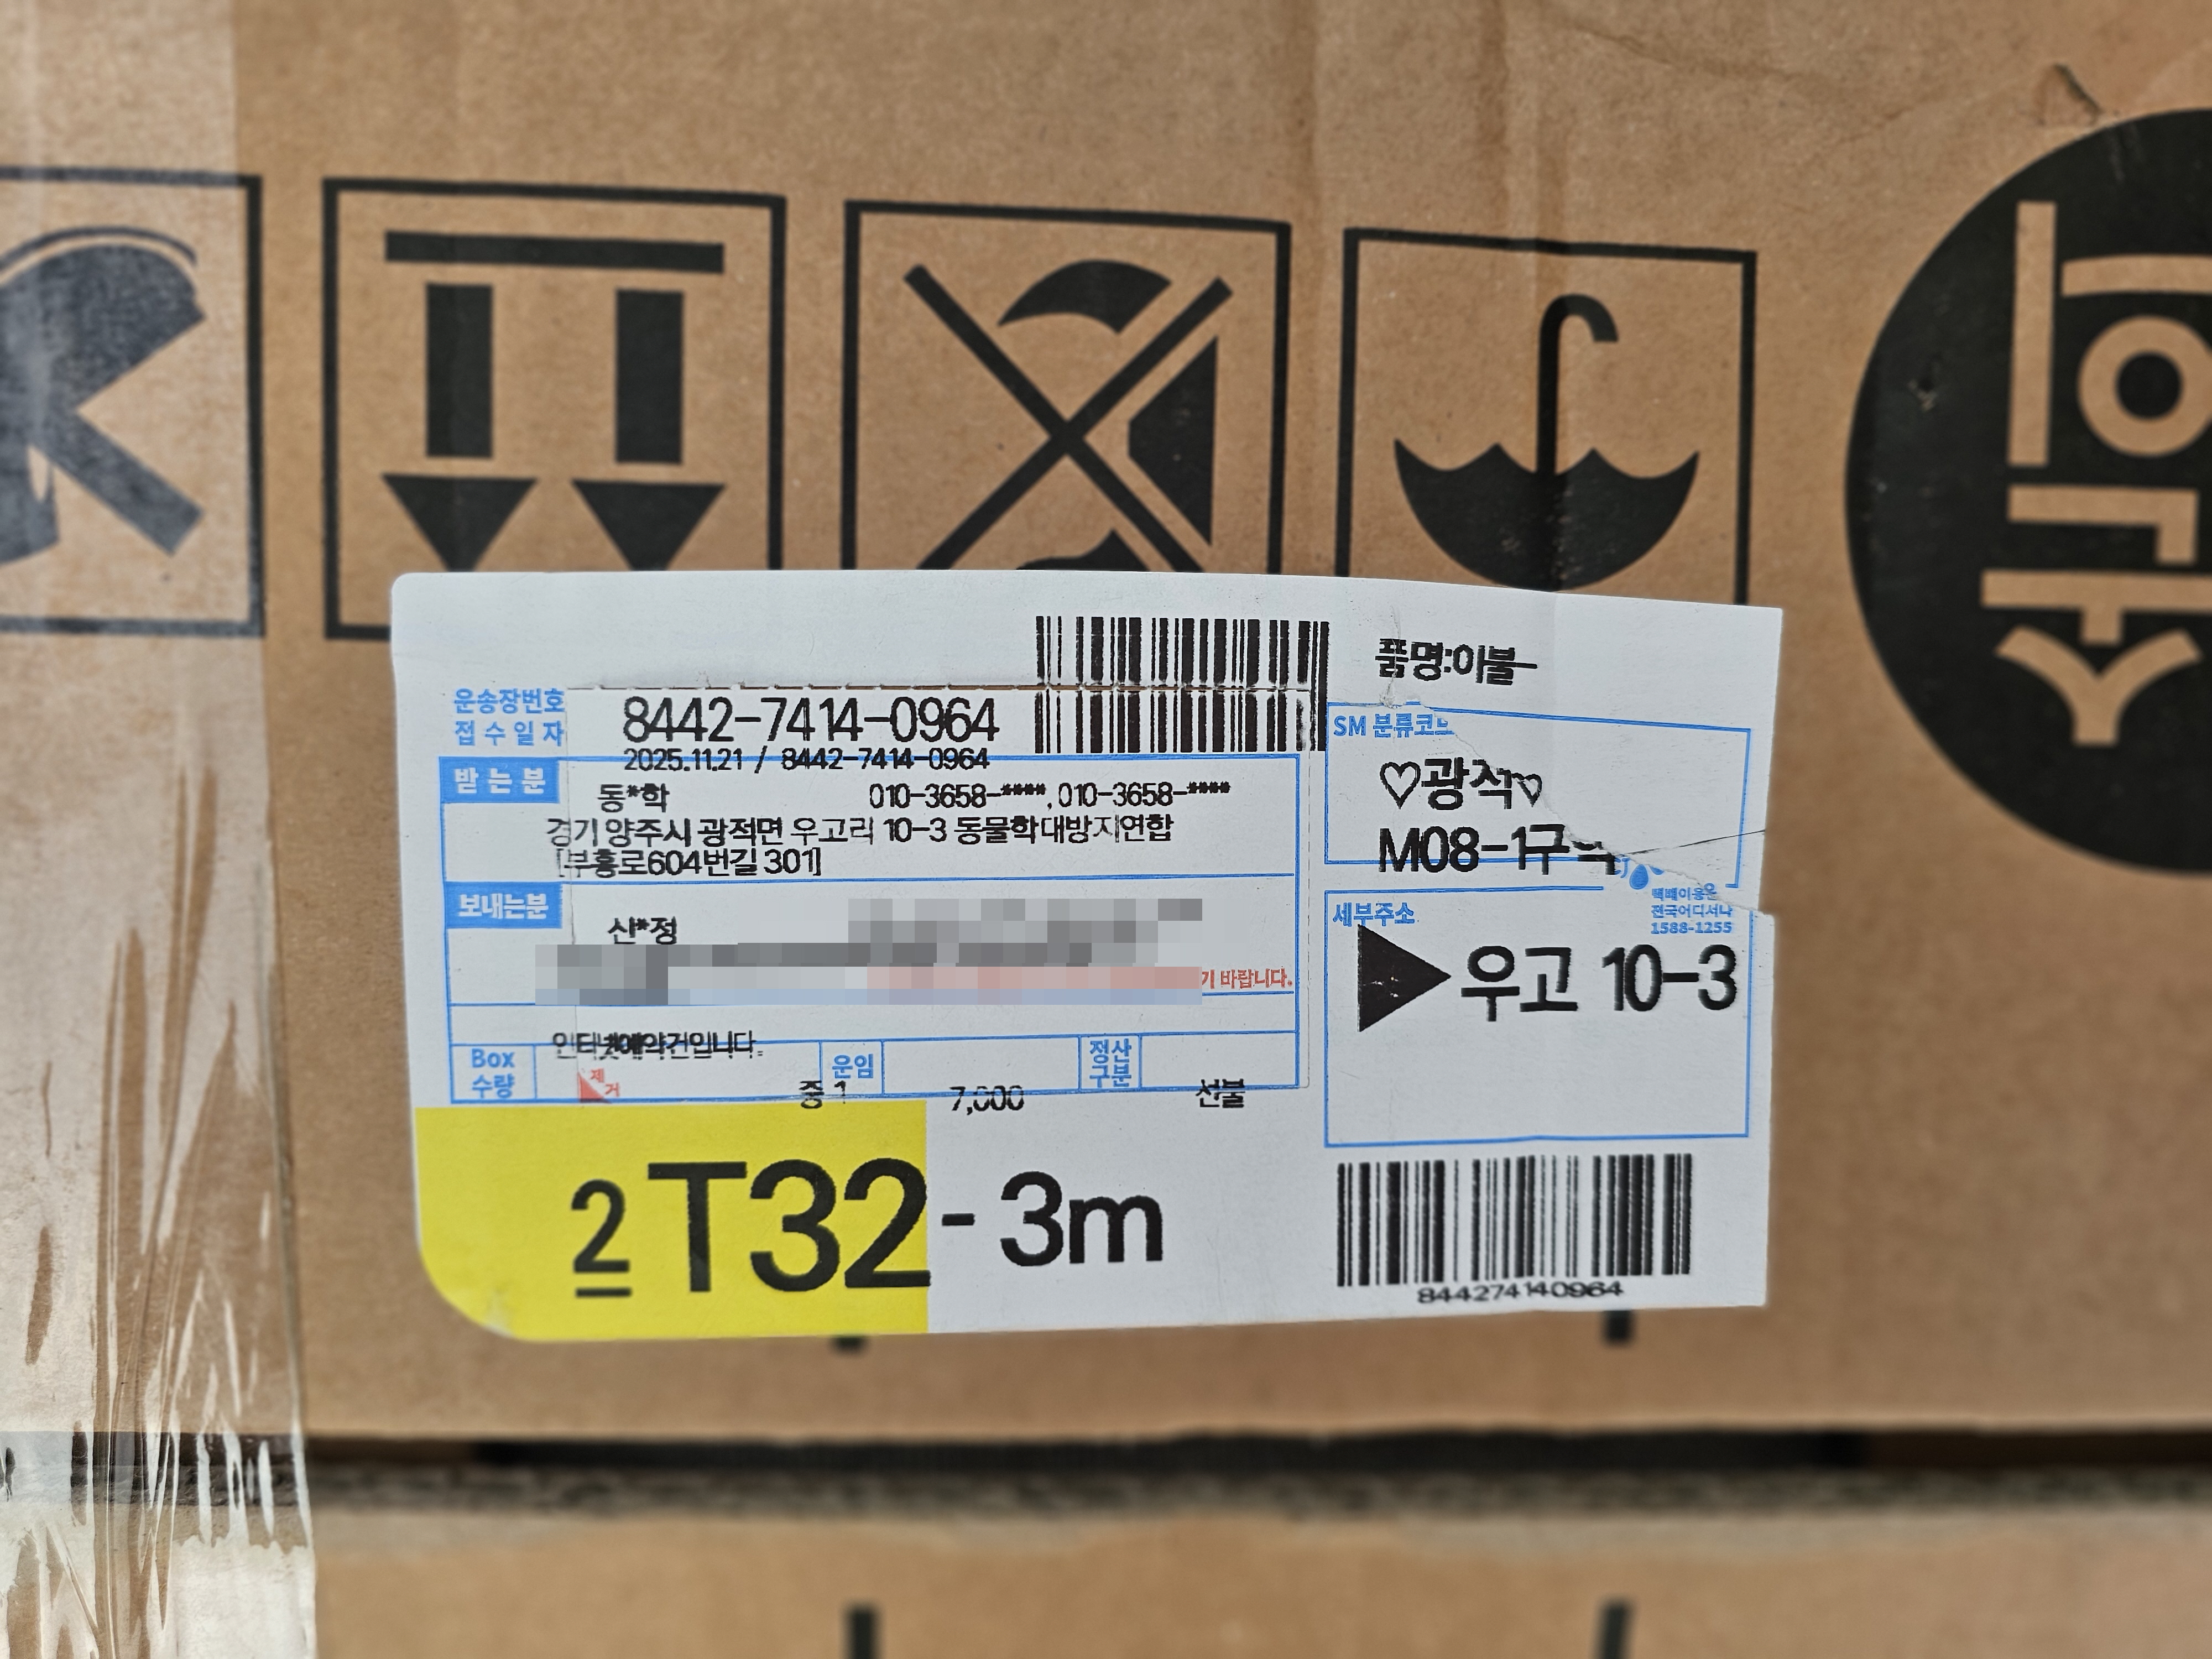 품명:이불
운송장번호 8442-7414-0964
접수일자 2025.11.21 / 8442-7414-0964
SM 분류코드
♡광적♡
M08-1구역
받는분
동*학 010-3658-****, 010-3658-****
경기 양주시 광적면 우고리 10-3 동물학대방지연합
[부흥로604번길 301]
보내는분
신*정
기 바랍니다.
택배이용은
전국어디서나
1588-1255
세부주소
▶우고 10-3
인터넷예약건입니다.
Box 수량 중 1 운임 7,000 정산구분 선불
제거
2 T32-3m
844274140964